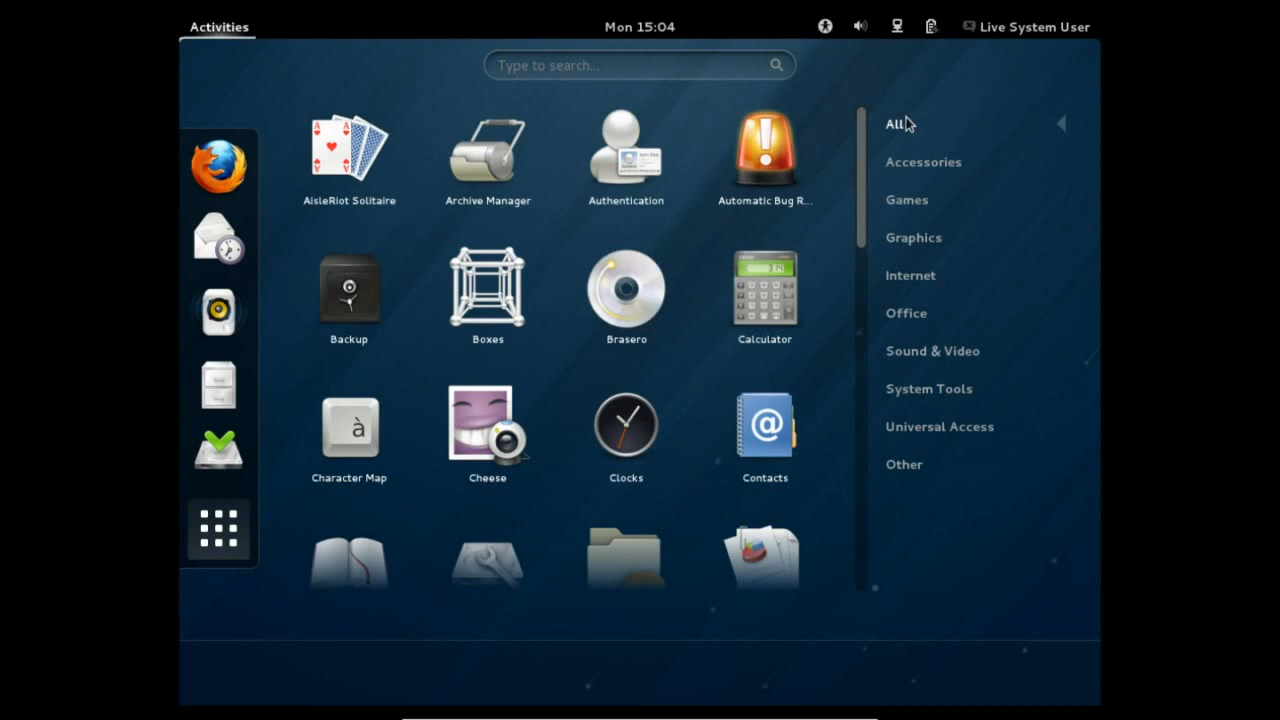 Activities
Mon 15:04
Live System User
Type to search...
AisleRiot Solitaire
Archive Manager
Authentication
Automatic Bug R...
Backup
Boxes
Brasero
Calculator
Character Map
Cheese
Clocks
Contacts
All
Accessories
Games
Graphics
Internet
Office
Sound & Video
System Tools
Universal Access
Other